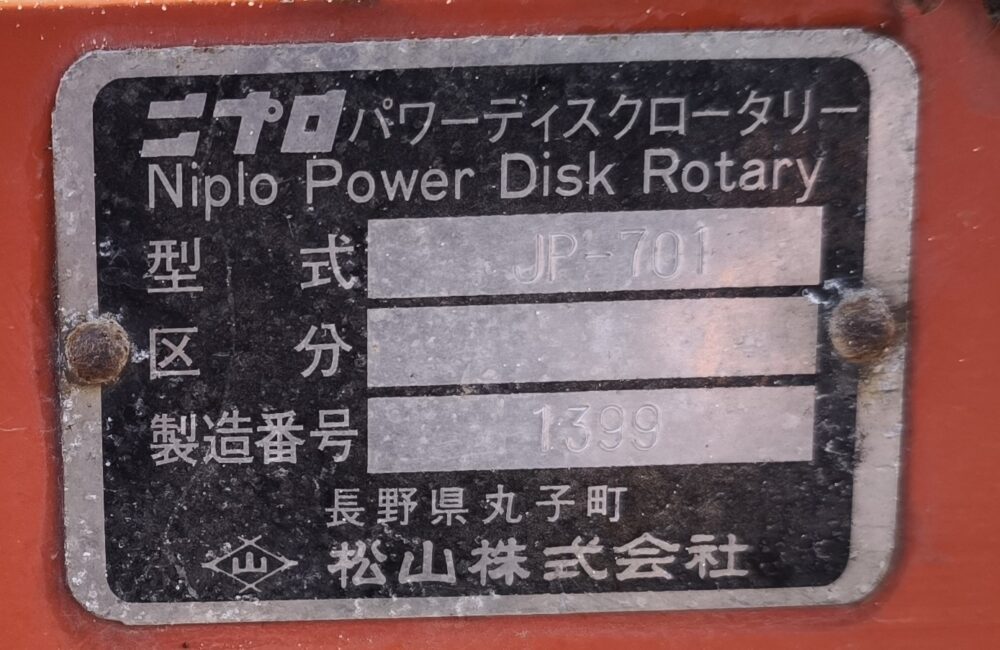 ニプロ パワーディスクロータリー
Niplo Power Disk Rotary
型 式 JP-701
区 分
製造番号 1399
長野県丸子町
山 松山株式会社